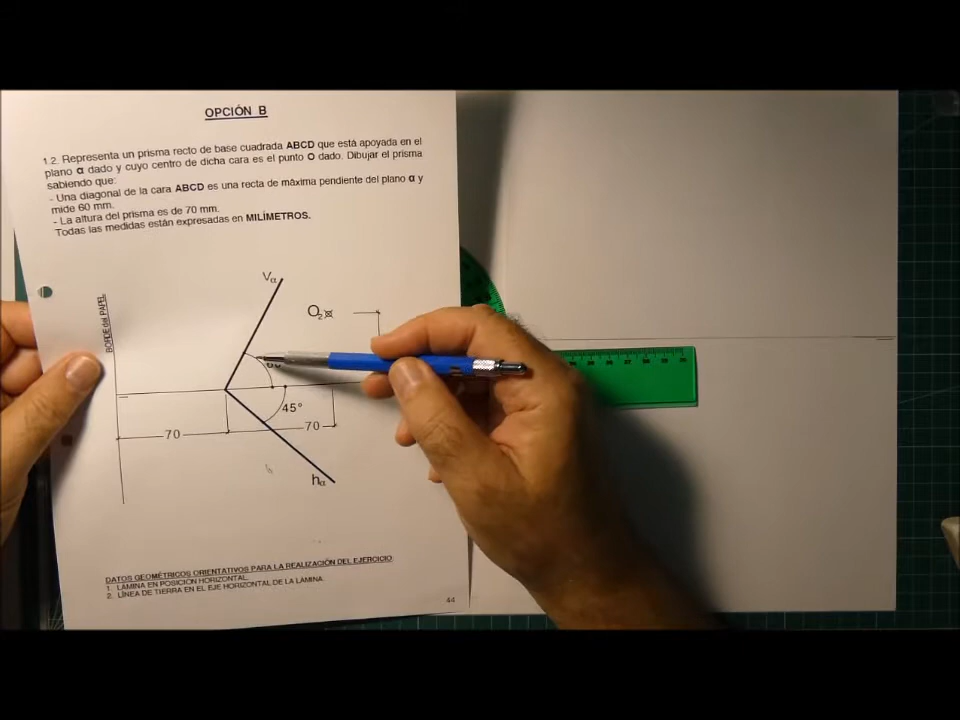 OPCIÓN B
1.2. Representa un prisma recto de base cuadrada ABCD que está apoyada en el
plano α dado y cuyo centro de dicha cara es el punto O dado. Dibujar el prisma
sabiendo que:
- Una diagonal de la cara ABCD es una recta de máxima pendiente del plano α y
mide 60 mm.
- La altura del prisma es de 70 mm.
Todas las medidas están expresadas en MILÍMETROS.
Vα
O2
BORDE del PAPEL
45°
70
70
hα
DATOS GEOMÉTRICOS ORIENTATIVOS PARA LA REALIZACIÓN DEL EJERCICIO
1. LÁMINA EN POSICIÓN HORIZONTAL.
2. LÍNEA DE TIERRA EN EL EJE HORIZONTAL DE LA LÁMINA.
44